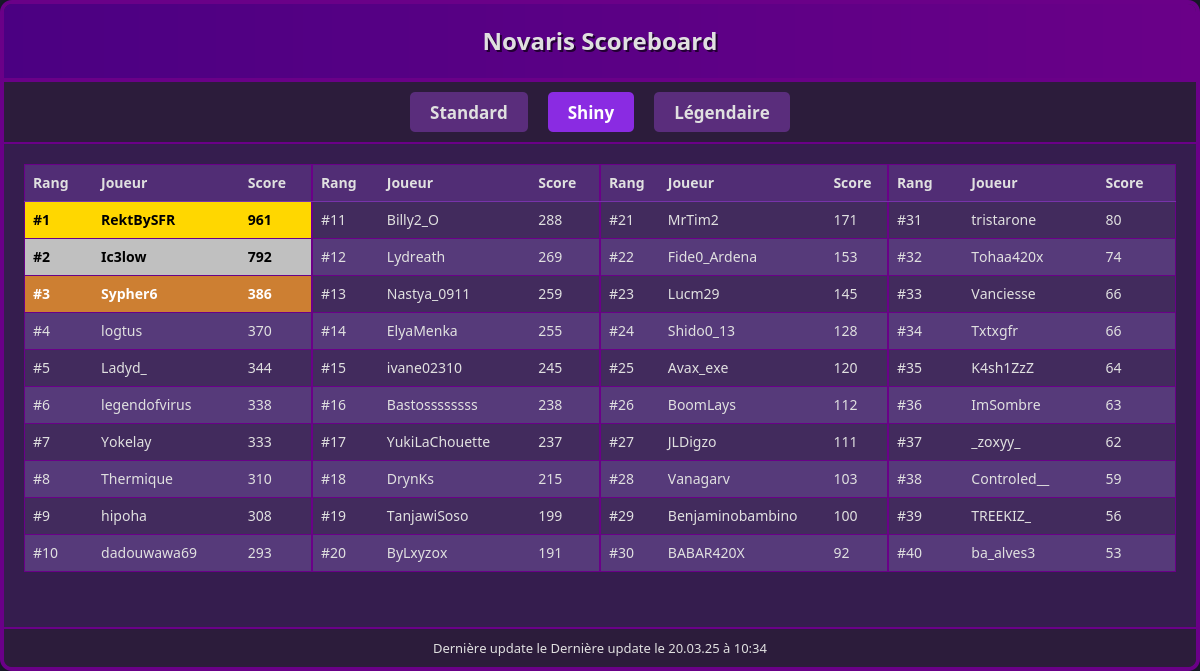 Novaris Scoreboard
Standard Shiny Légendaire
Rang Joueur Score Rang Joueur Score Rang Joueur Score Rang Joueur Score
#1 RektBySFR 961 #11 Billy2_O 288 #21 MrTim2 171 #31 tristarone 80
#2 Ic3low 792 #12 Lydreath 269 #22 Fide0_Ardena 153 #32 Tohaa420x 74
#3 Sypher6 386 #13 Nastya_0911 259 #23 Lucm29 145 #33 Vanciesse 66
#4 logtus 370 #14 ElyaMenka 255 #24 Shido0_13 128 #34 Txtxgfr 66
#5 Ladyd_ 344 #15 ivane02310 245 #25 Avax_exe 120 #35 K4sh1ZzZ 64
#6 legendofvirus 338 #16 Bastossssssss 238 #26 BoomLays 112 #36 ImSombre 63
#7 Yokelay 333 #17 YukiLaChouette 237 #27 JLDigzo 111 #37 _zoxyy_ 62
#8 Thermique 310 #18 DrynKs 215 #28 Vanagarv 103 #38 Controled__ 59
#9 hipoha 308 #19 TanjawiSoso 199 #29 Benjaminobambino 100 #39 TREEKIZ_ 56
#10 dadouwawa69 293 #20 ByLxyzox 191 #30 BABAR420X 92 #40 ba_alves3 53
Dernière update le Dernière update le 20.03.25 à 10:34